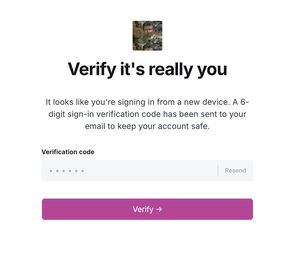 Verify it's really you
It looks like you're signing in from a new device. A 6-
digit sign-in verification code has been sent to your
email to keep your account safe.
Verification code
Resend
Verify →